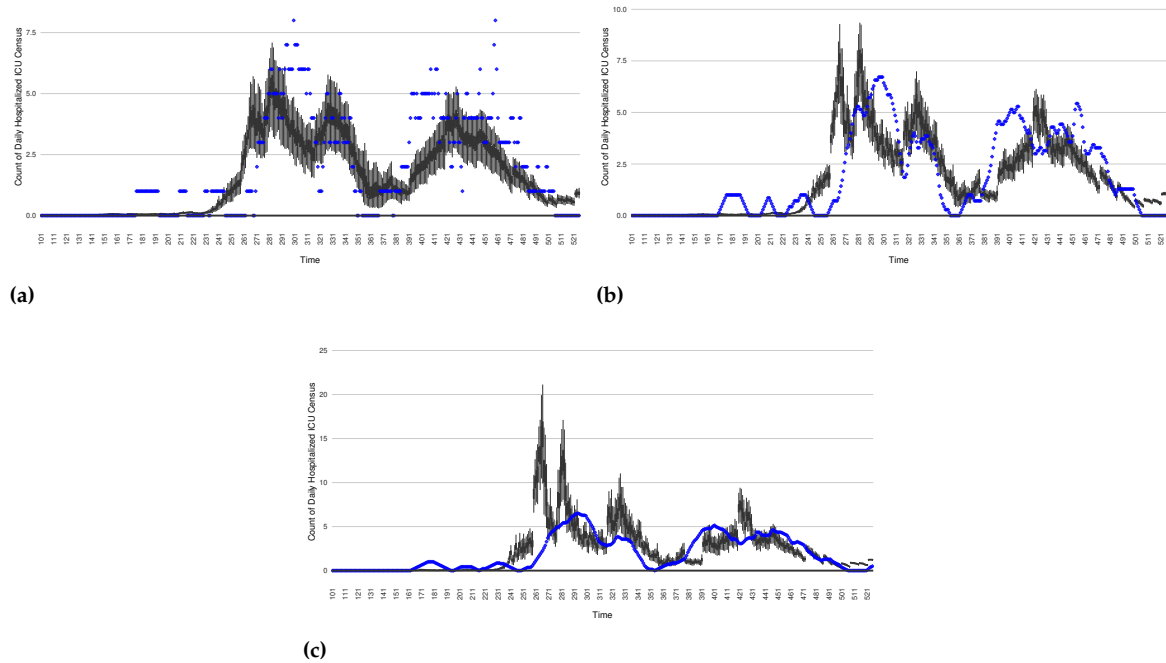 Count of Daily Hospitalized ICU Census
7.5
5.0
2.5
0.0
101 111 121 131 141 151 161 171 181 191 201 211 221 231 241 251 261 271 281 291 301 311 321 331 341 351 361 371 381 391 401 411 421 431 441 451 461 471 481 491 501 511 521
Time
(a)
Count of Daily Hospitalized ICU Census
10.0
7.5
5.0
2.5
0.0
101 111 121 131 141 151 161 171 181 191 201 211 221 231 241 251 261 271 281 291 301 311 321 331 341 351 361 371 381 391 401 411 421 431 441 451 461 471 481 491 501 511 521
Time
(b)
Count of Daily Hospitalized ICU Census
25
20
15
10
5
0
101 111 121 131 141 151 161 171 181 191 201 211 221 231 241 251 261 271 281 291 301 311 321 331 341 351 361 371 381 391 401 411 421 431 441 451 461 471 481 491 501 511 521
Time
(c)